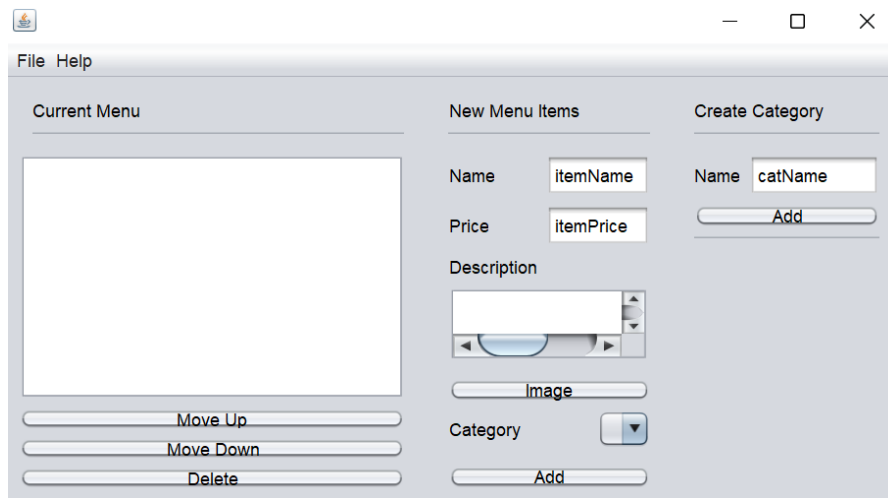 File Help
Current Menu
New Menu Items
Create Category
Name
itemName
Name
catName
Price
itemPrice
Add
Description
Image
Move Up
Category
Move Down
Delete
Add